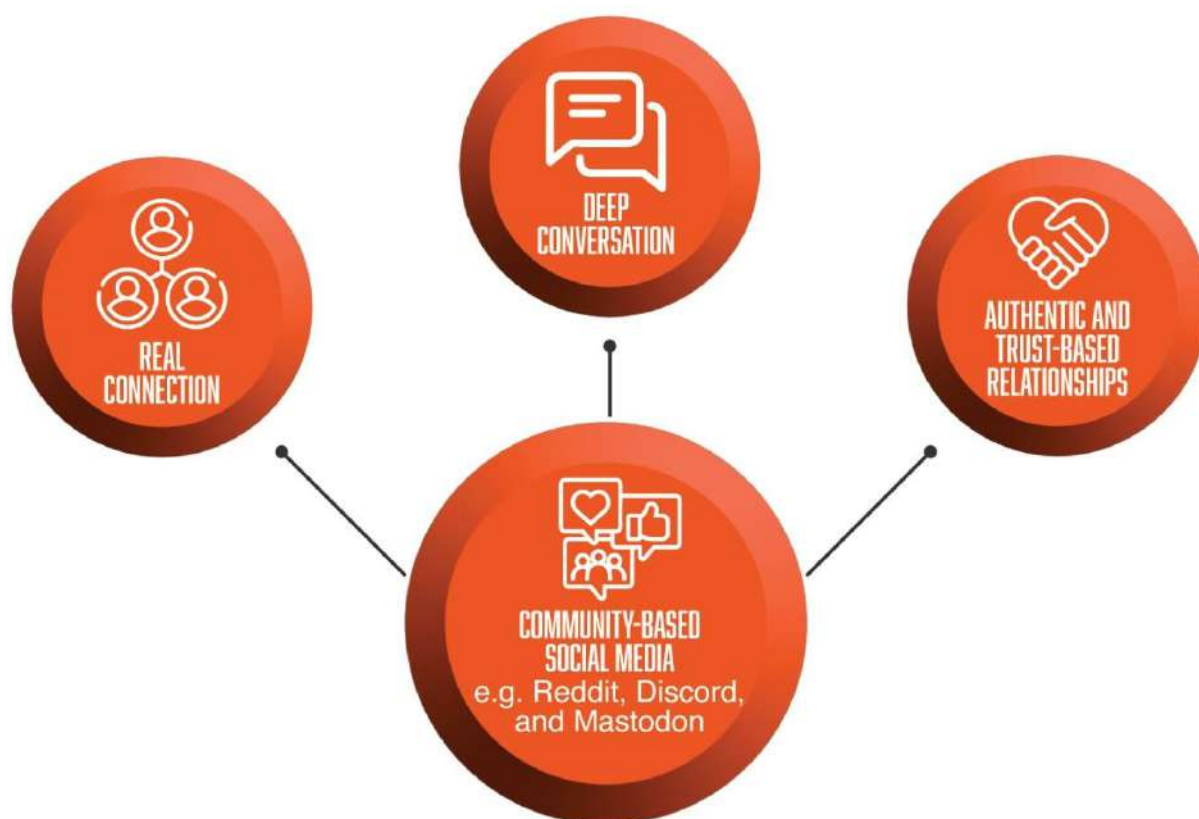 DEEP
CONVERSATION
REAL
CONNECTION
AUTHENTIC AND
TRUST-BASED
RELATIONSHIPS
COMMUNITY-BASED
SOCIAL MEDIA
e.g. Reddit, Discord,
and Mastodon